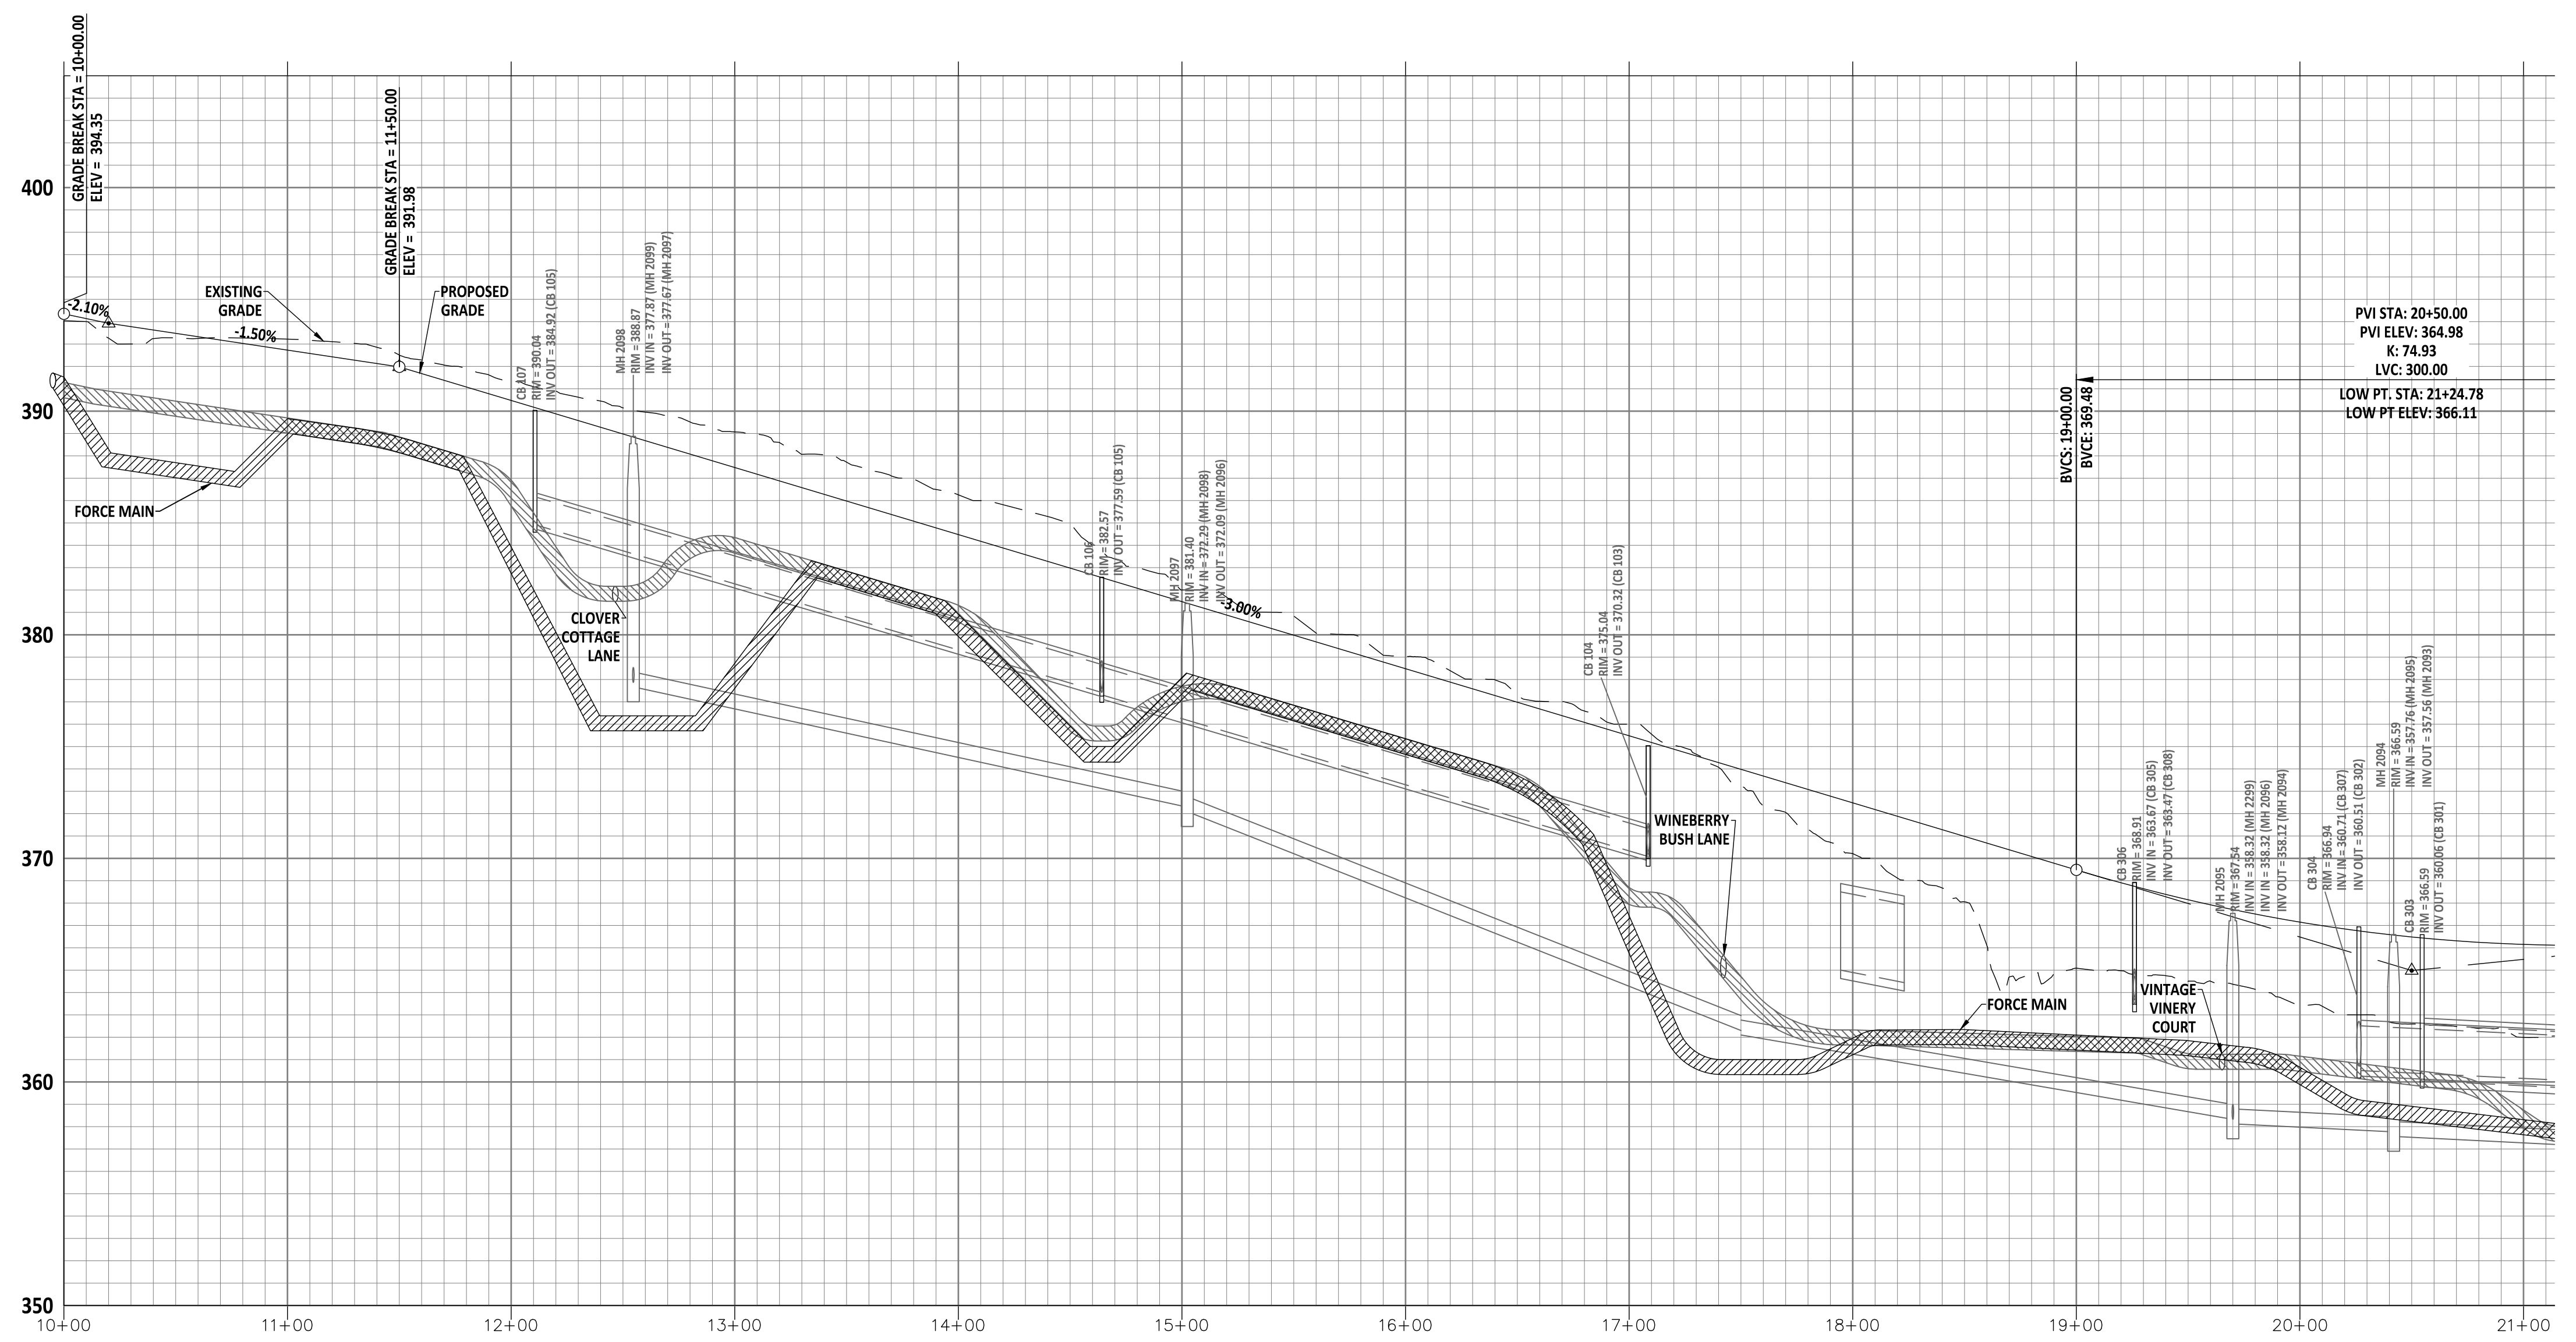 GRADE BREAK STA = 10+00.00
ELEV = 394.35
GRADE BREAK STA = 11+50.00
ELEV = 391.98
400
390
380
370
360
350
-2.10%
EXISTING
GRADE
-1.50%
PROPOSED
GRADE
FORCE MAIN
CB 107
RIM = 390.04
INV OUT = 384.92 (CB 105)
MH 2098
RIM = 388.87
INV IN = 377.87 (MH 2099)
INV OUT = 377.67 (MH 2097)
CLOVER
COTTAGE
LANE
CB 106
RIM = 382.57
INV OUT = 377.59 (CB 105)
MH 2097
RIM = 381.40
INV IN = 372.29 (MH 2098)
INV OUT = 372.09 (MH 2096)
-3.00%
CB 104
RIM = 375.04
INV OUT = 370.32 (CB 103)
WINEBERRY
BUSH LANE
PVI STA: 20+50.00
PVI ELEV: 364.98
K: 74.93
LVC: 300.00
LOW PT. STA: 21+24.78
LOW PT ELEV: 366.11
BVCS: 19+00.00
BVCE: 369.48
FORCE MAIN
CB 306
RIM = 368.91
INV IN = 363.67 (CB 305)
INV OUT = 363.47 (CB 308)
VINTAGE
VINERY
COURT
MH 2095
RIM = 367.54
INV IN = 358.32 (MH 2299)
INV IN = 358.32 (MH 2096)
INV OUT = 358.12 (MH 2094)
CB 304
RIM = 366.94
INV IN = 360.71 (CB 307)
INV OUT = 360.51 (CB 302)
MH 2094
RIM = 366.59
INV IN = 357.76 (MH 2095)
INV OUT = 357.56 (MH 2093)
CB 303
RIM = 366.59
INV OUT = 360.06 (CB 301)
10+00
11+00
12+00
13+00
14+00
15+00
16+00
17+00
18+00
19+00
20+00
21+00